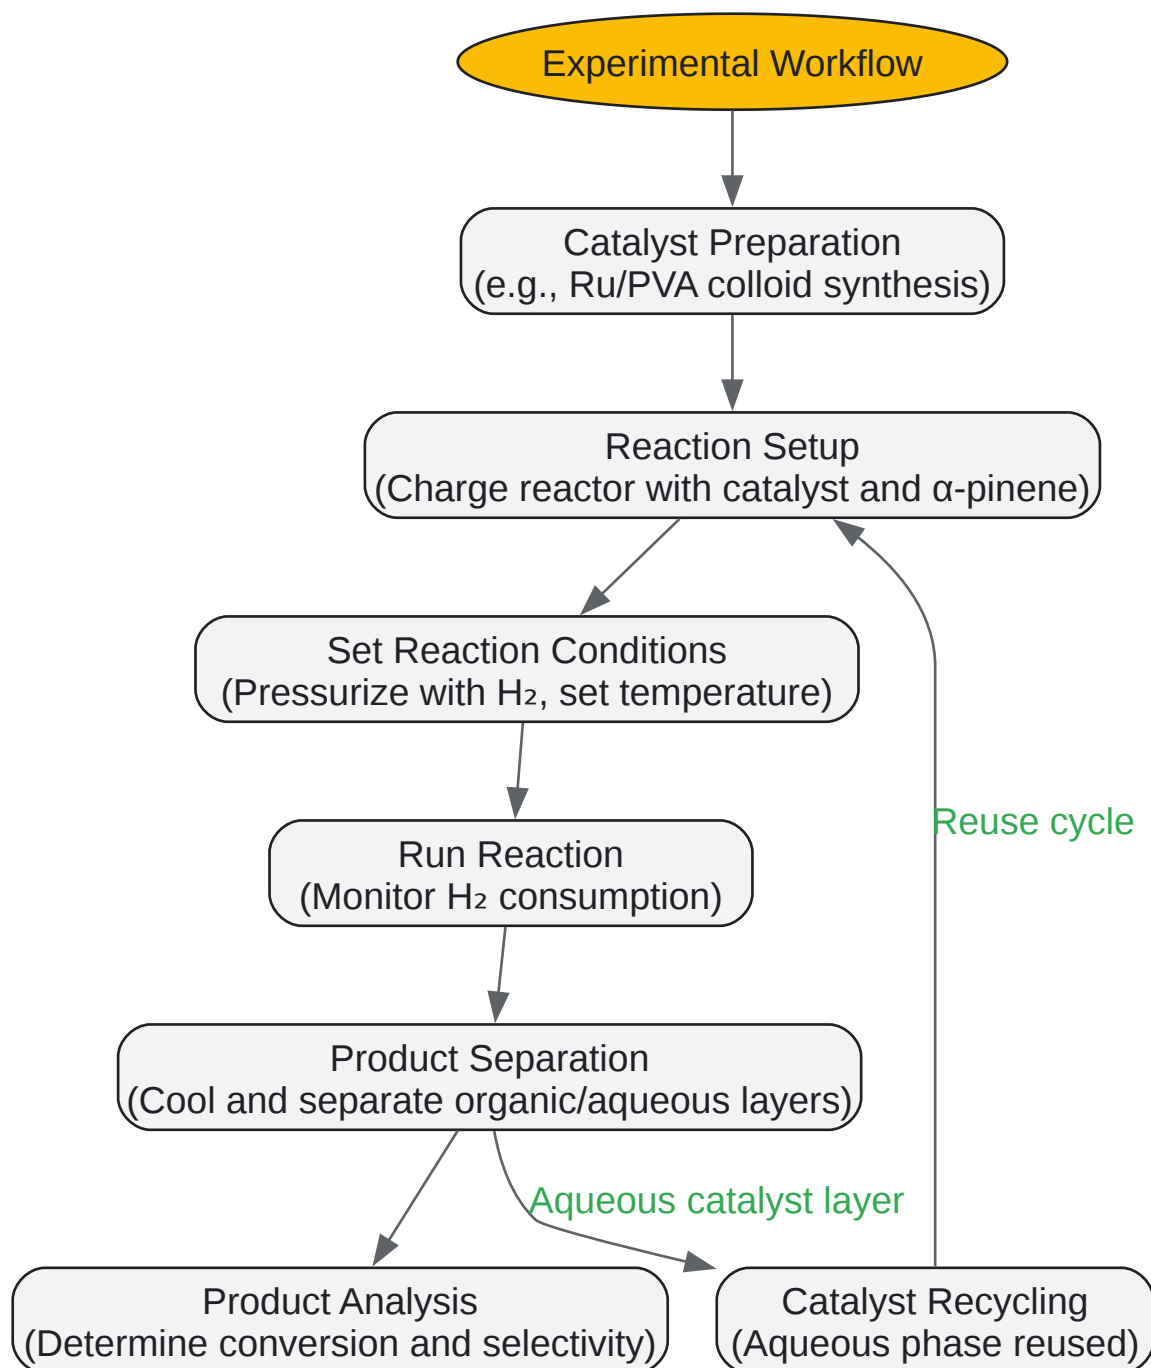 Experimental Workflow
Catalyst Preparation
(e.g., Ru/PVA colloid synthesis)
Reaction Setup
(Charge reactor with catalyst and α-pinene)
Set Reaction Conditions
(Pressurize with H₂, set temperature)
Reuse cycle
Run Reaction
(Monitor H₂ consumption)
Product Separation
(Cool and separate organic/aqueous layers)
Aqueous catalyst layer
Product Analysis
(Determine conversion and selectivity)
Catalyst Recycling
(Aqueous phase reused)